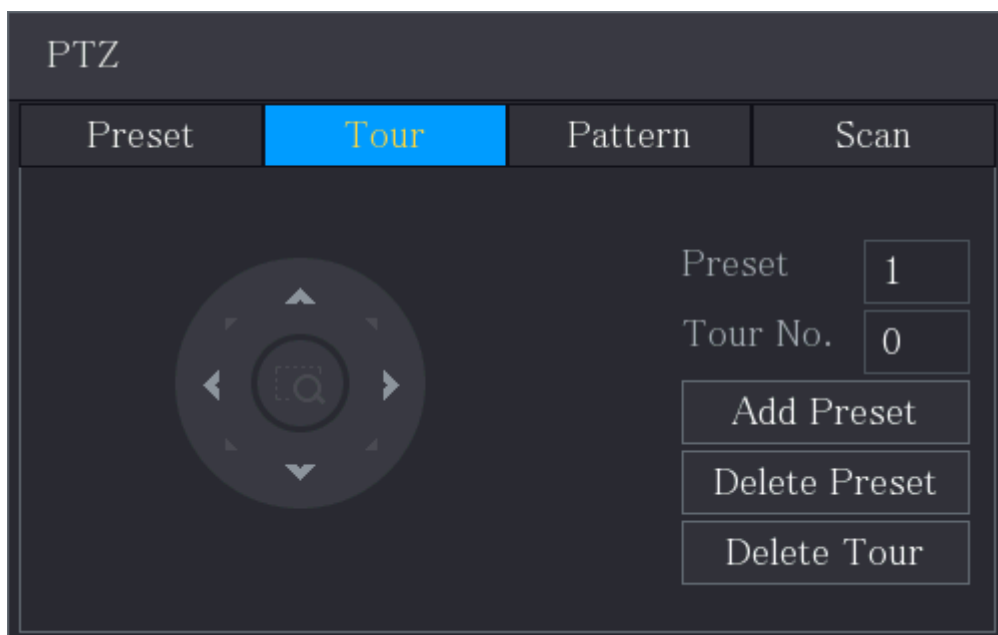 PTZ
Preset Tour Pattern Scan
Preset 1
Tour No. 0
Add Preset
Delete Preset
Delete Tour